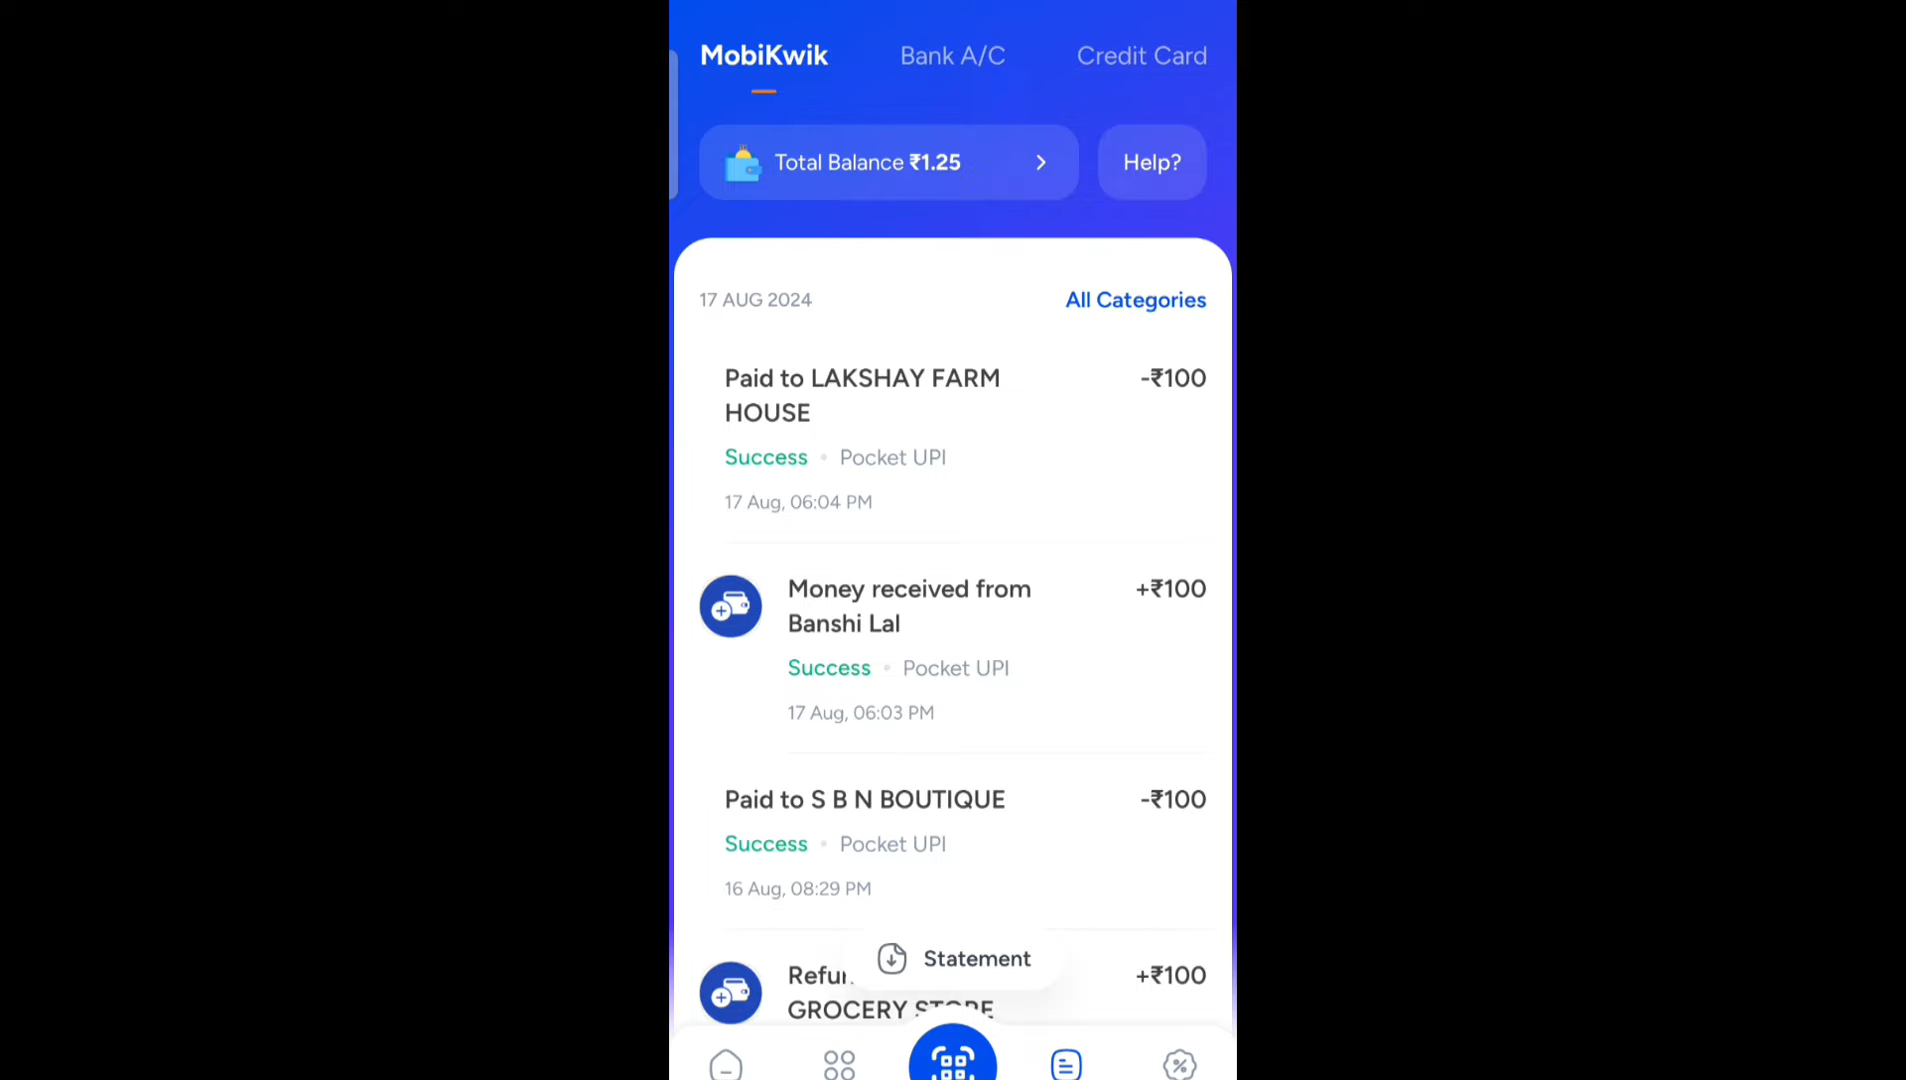 MobiKwik Bank A/C Credit Card
Total Balance ₹1.25 Help?
17 AUG 2024 All Categories
Paid to LAKSHAY FARM -₹100
HOUSE
Success • Pocket UPI
17 Aug, 06:04 PM
Money received from +₹100
Banshi Lal
Success • Pocket UPI
17 Aug, 06:03 PM
Paid to S B N BOUTIQUE -₹100
Success • Pocket UPI
16 Aug, 08:29 PM
Statement
+₹100
GROCERY STORE